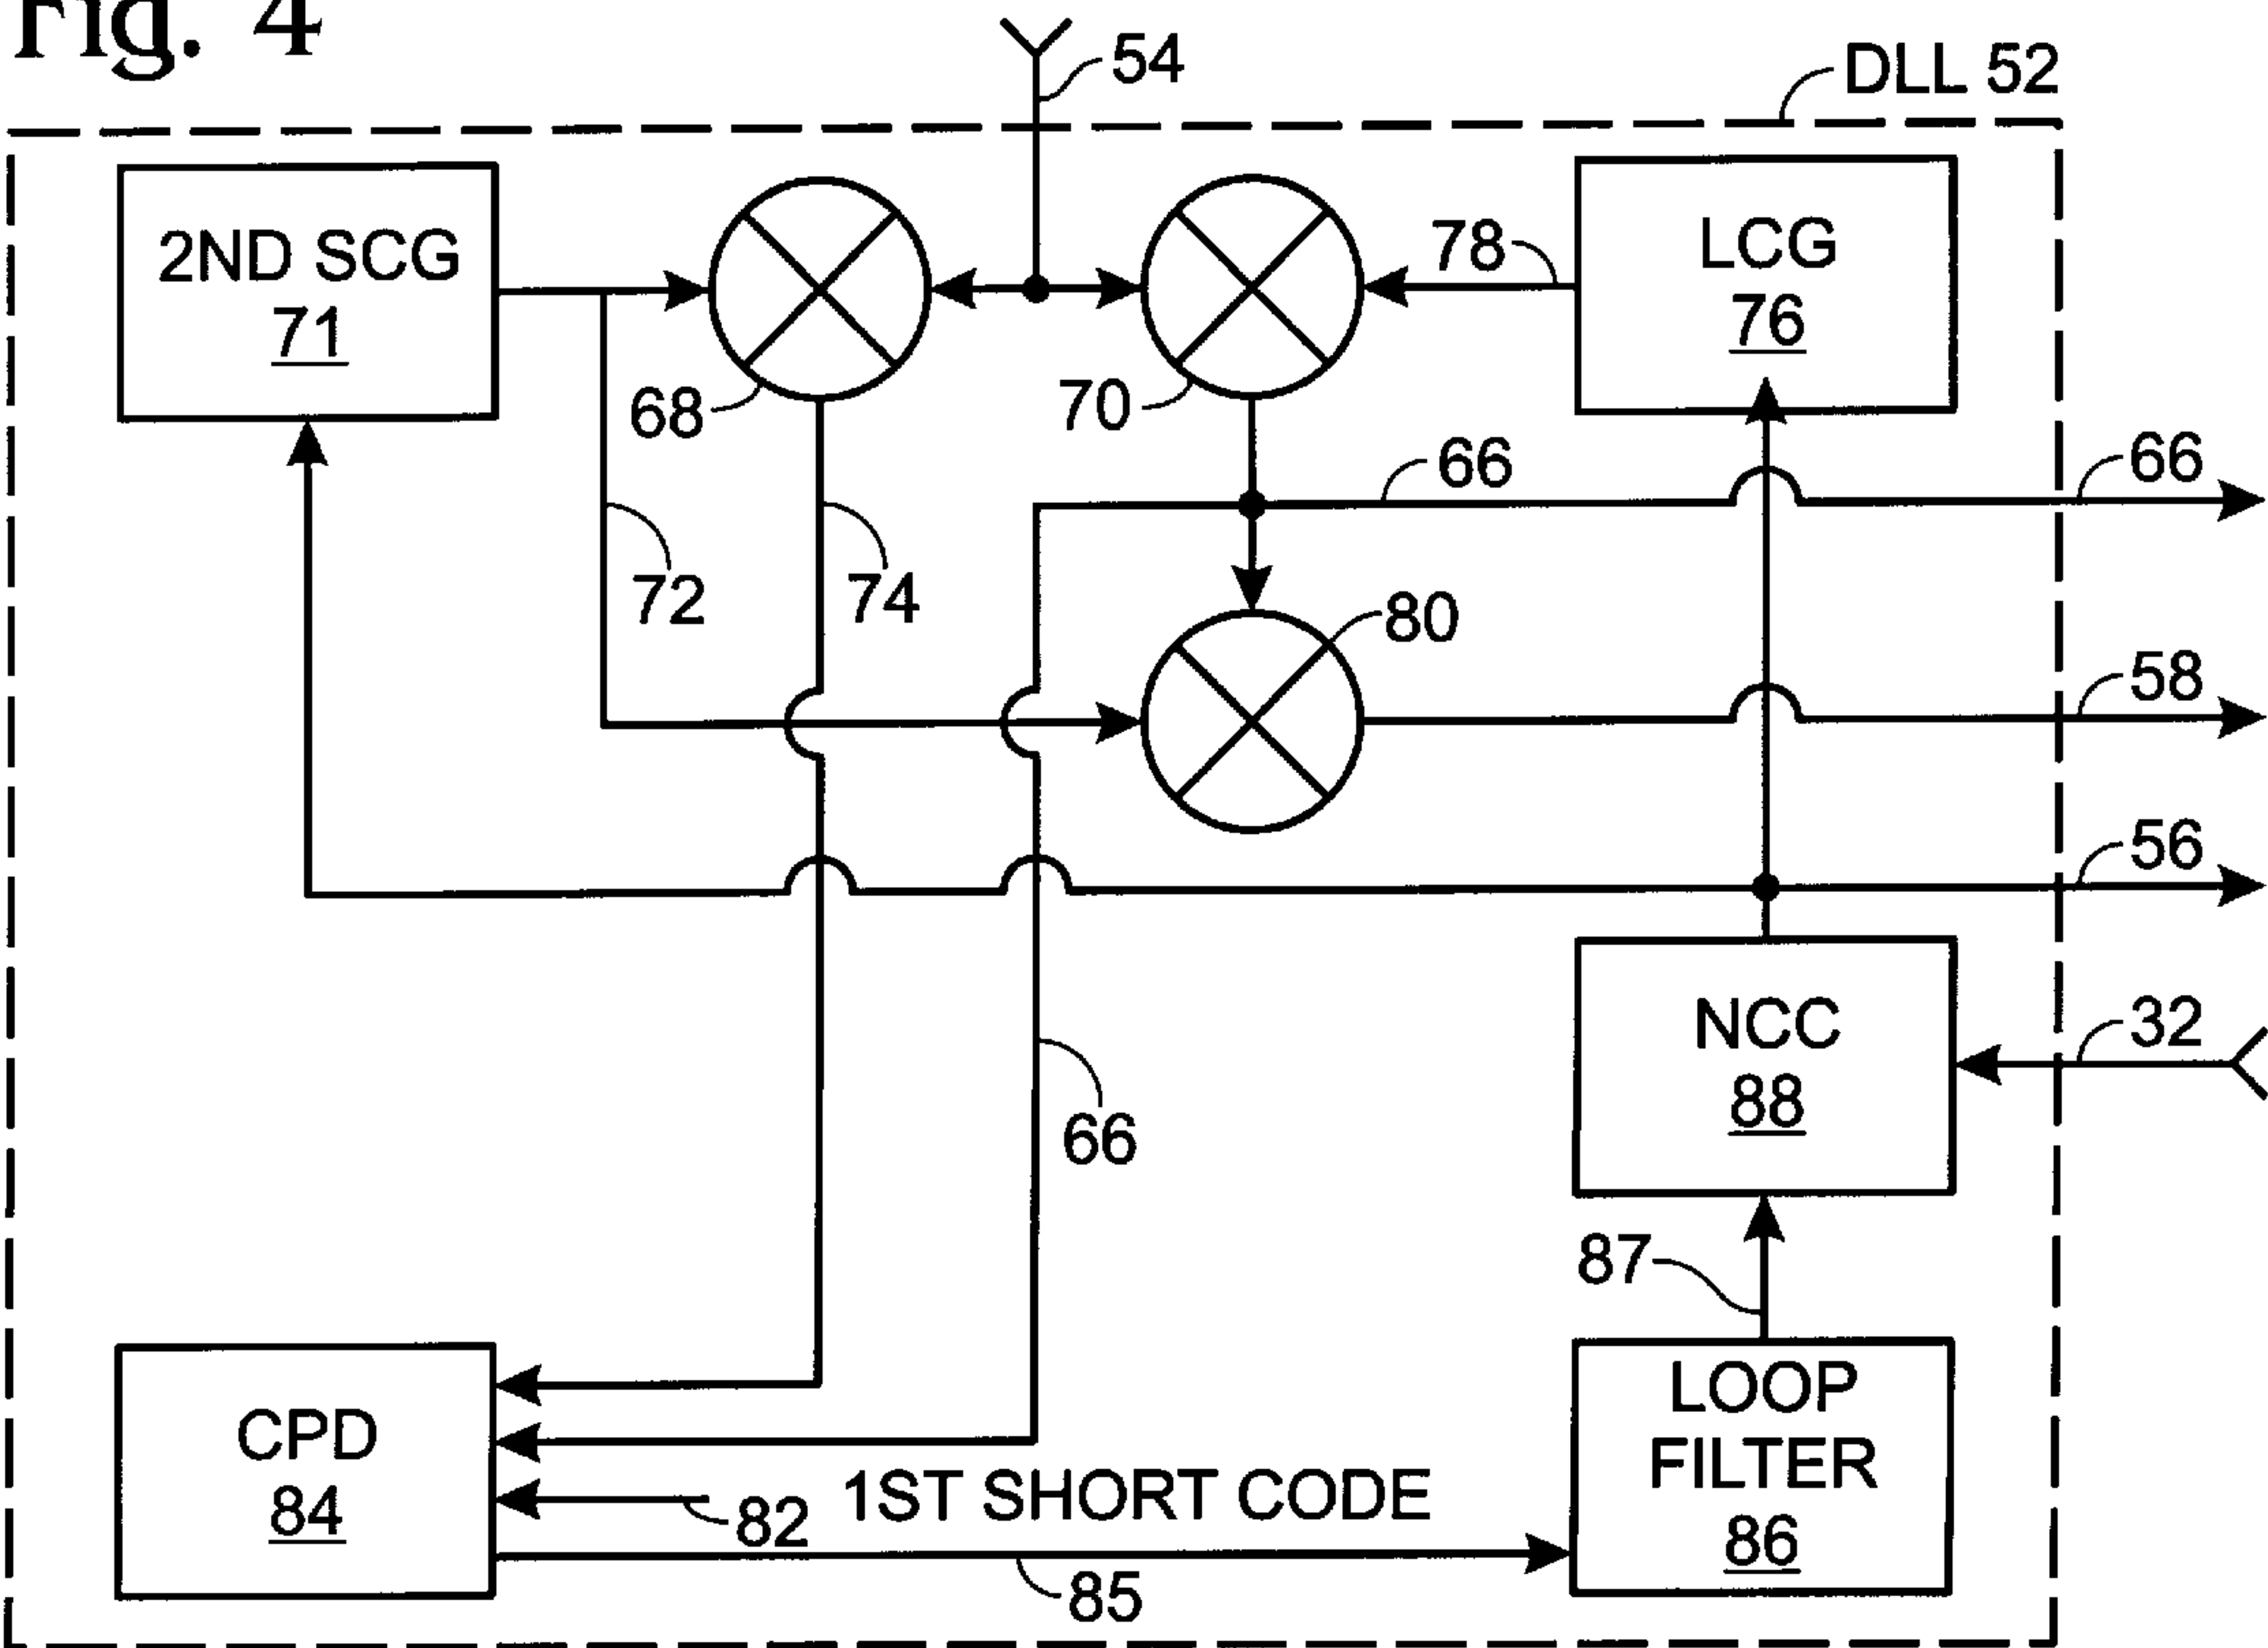 Fig. 4
54
DLL 52
2ND SCG
71
68
70
78
LCG
76
66
66
72
74
80
58
56
NCC
88
32
66
87
CPD
84
82
1ST SHORT CODE
85
LOOP
FILTER
86